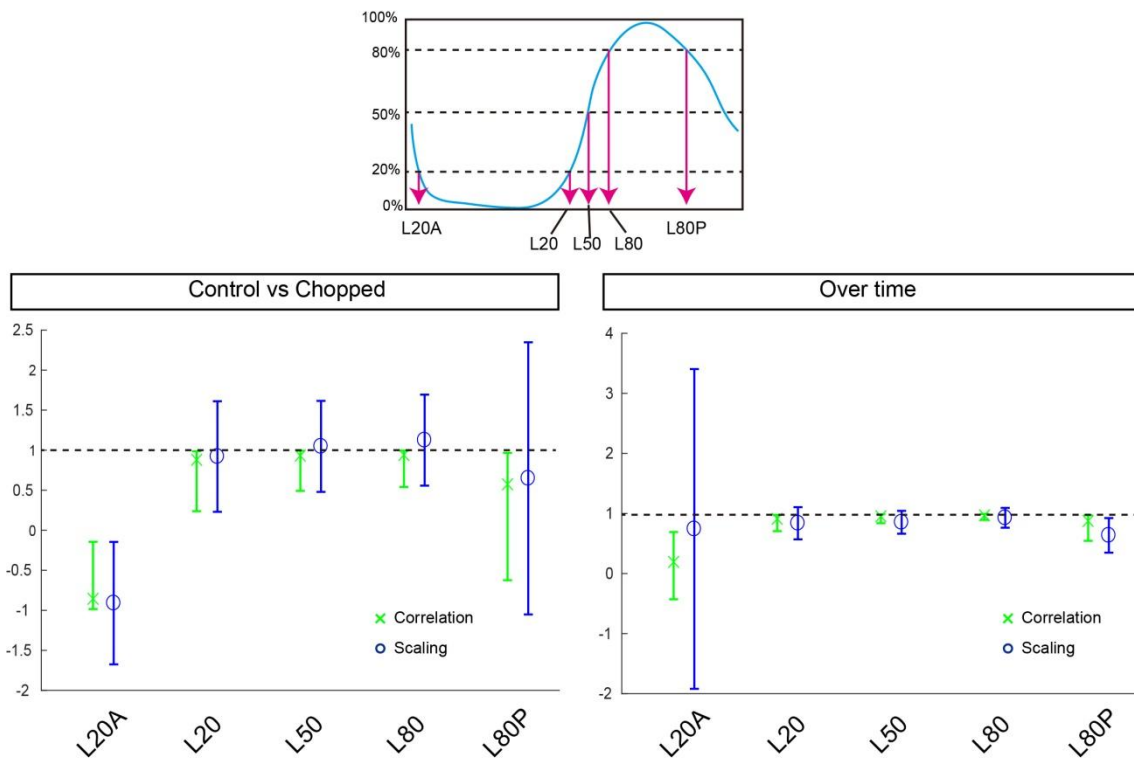 100%
80%
50%
20%
0%
L20A
L20
L50
L80
L80P
Control vs Chopped
2.5
2
1.5
1
0.5
0
-0.5
-1
-1.5
-2
Correlation
Scaling
L20A
L20
L50
L80
L80P
Over time
4
3
2
1
0
-1
-2
Correlation
Scaling
L20A
L20
L50
L80
L80P